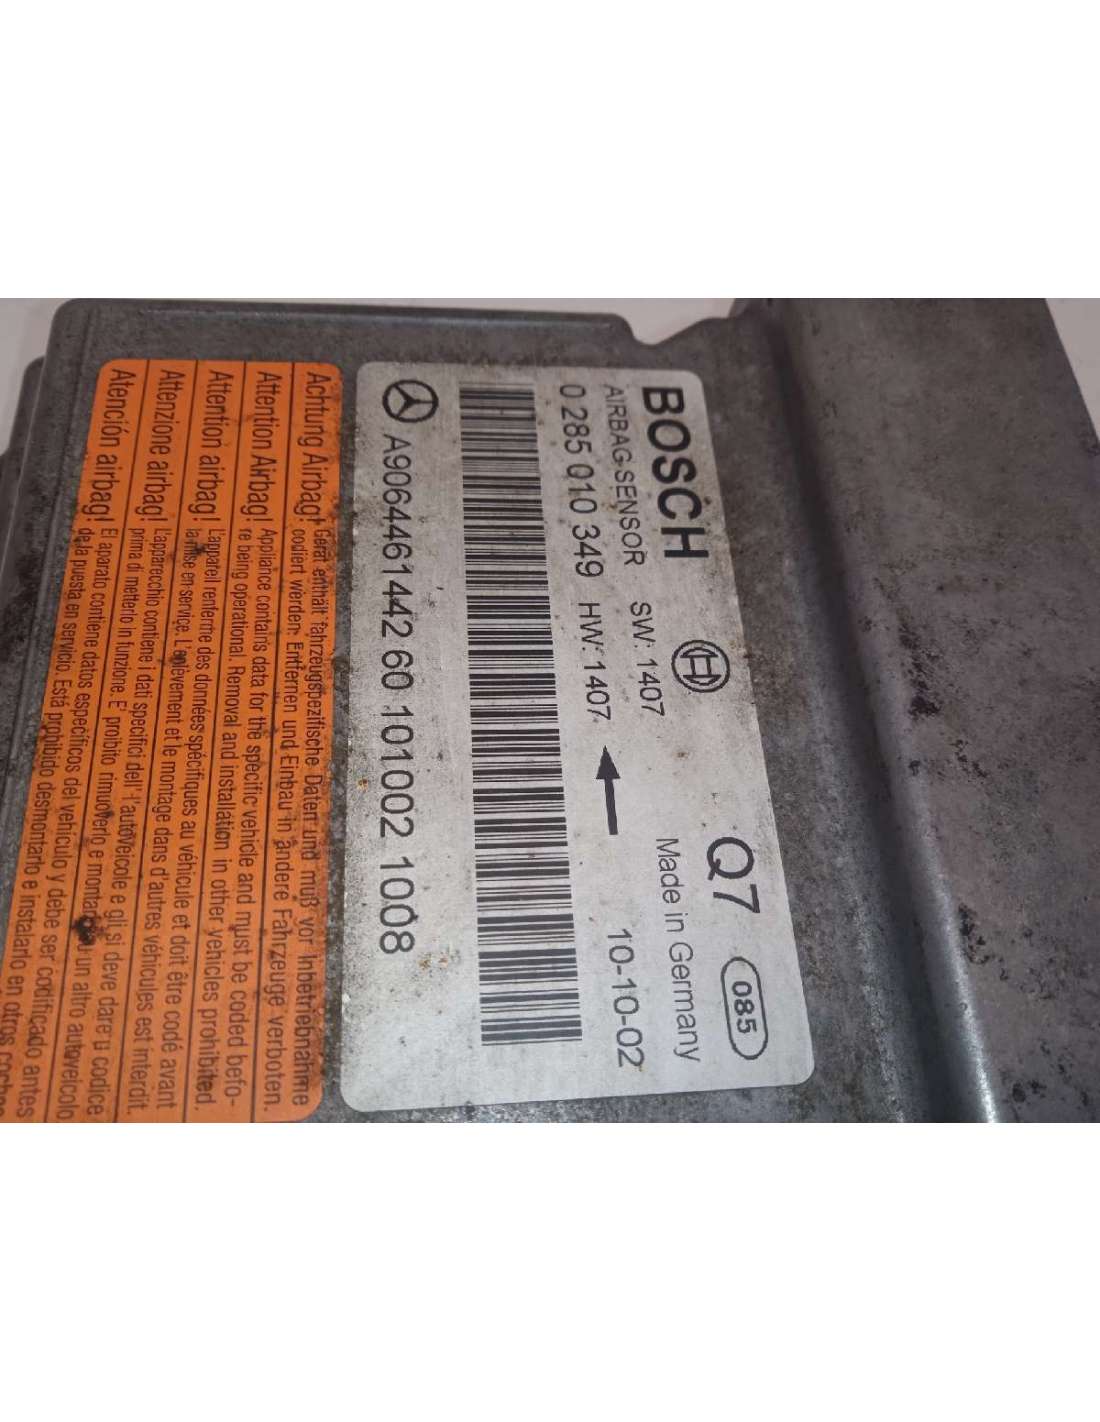 BOSCH
Q7
085
AIRBAG-SENSOR SW: 1407
Made in Germany
0 285 010 349 HW: 1407
10-10-02
A9064461442 60 101002 1008
Achtung Airbag! Gerät enthält fahrzeugspezifische Daten und muß vor Inbetriebnahme
codiert werden. Entfernen und Einbau in andere Fahrzeuge verboten.
Attention Airbag! Appliance contains data for the specific vehicle and must be coded befo-
re being operational. Removal and installation in other vehicles prohibited.
Attention airbag! L'appareil renferme des données spécifiques au véhicule et doit être codé avant
la mise en service. L'enlèvement et le montage dans d'autres véhicules est interdit.
Attenzione airbag! L'apparecchio contiene i dati specifici dell'autoveicole e gli si deve dare u codice
prima di metterlo in funzione. E' proibito rimuoverlo e montarlo su un altro autoveicolo
Atención airbag! El aparato contiene datos específicos del vehículo y debe ser codificado antes
de la puesta en servicio. Está prohibido desmontarlo e instalarlo en otros coches